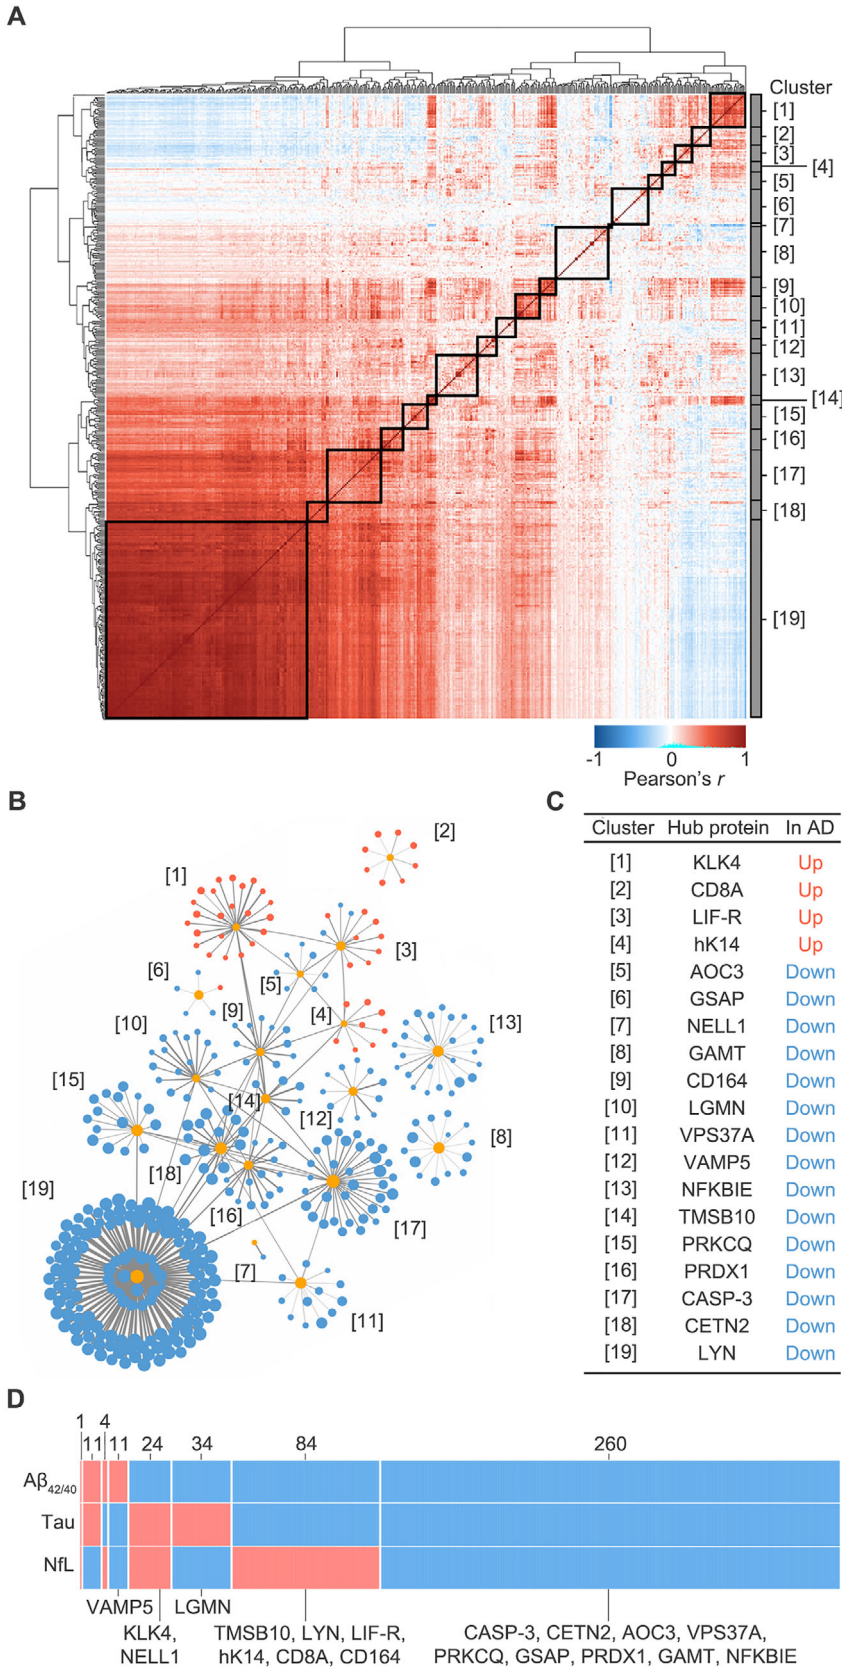 A
Cluster
[1]
[2]
[3]
[4]
[5]
[6]
[7]
[8]
[9]
[10]
[11]
[12]
[13]
[14]
[15]
[16]
[17]
[18]
[19]
-1 0 1
Pearson's r
B
[2]
[1]
[3]
[6]
[5]
[9]
[4]
[10]
[13]
[15]
[14]
[12]
[8]
[18]
[19]
[16]
[17]
[7]
[11]
C
Cluster Hub protein In AD
[1] KLK4 Up
[2] CD8A Up
[3] LIF-R Up
[4] hK14 Up
[5] AOC3 Down
[6] GSAP Down
[7] NELL1 Down
[8] GAMT Down
[9] CD164 Down
[10] LGMN Down
[11] VPS37A Down
[12] VAMP5 Down
[13] NFKBIE Down
[14] TMSB10 Down
[15] PRKCQ Down
[16] PRDX1 Down
[17] CASP-3 Down
[18] CETN2 Down
[19] LYN Down
D
1 4
11 11 24 34 84 260
Aβ42/40
Tau
NfL
VAMP5 LGMN
KLK4, TMSB10, LYN, LIF-R, CASP-3, CETN2, AOC3, VPS37A,
NELL1 hK14, CD8A, CD164 PRKCQ, GSAP, PRDX1, GAMT, NFKBIE